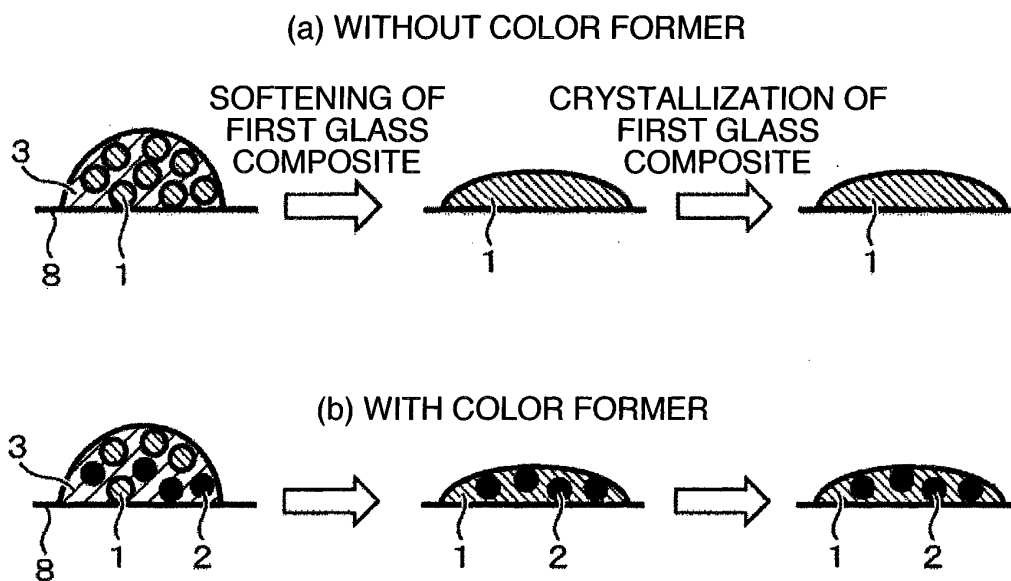 (a) WITHOUT COLOR FORMER
SOFTENING OF
FIRST GLASS
COMPOSITE
CRYSTALLIZATION OF
FIRST GLASS
COMPOSITE
3
8
1
1
1
(b) WITH COLOR FORMER
3
8
1
2
1
2
1
2